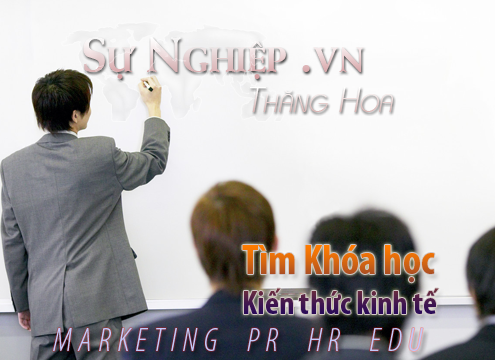 Sự Nghiệp .vn
Thăng Hoa
Tìm Khóa học
Kiến thức kinh tế
MARKETING PR HR EDU